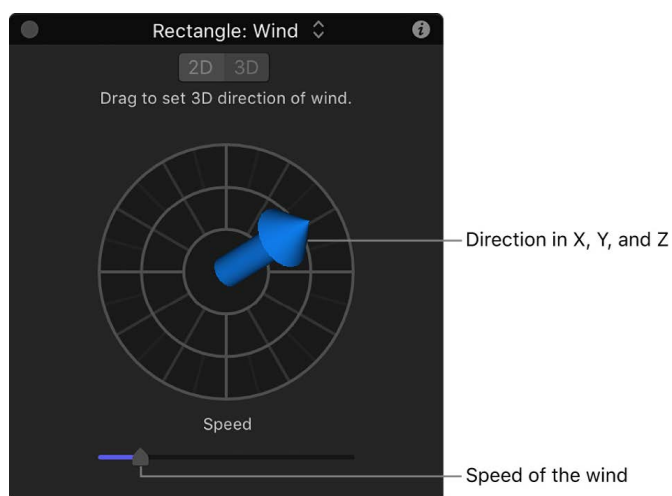 Rectangle: Wind
2D 3D
Drag to set 3D direction of wind.
Direction in X, Y, and Z
Speed
Speed of the wind